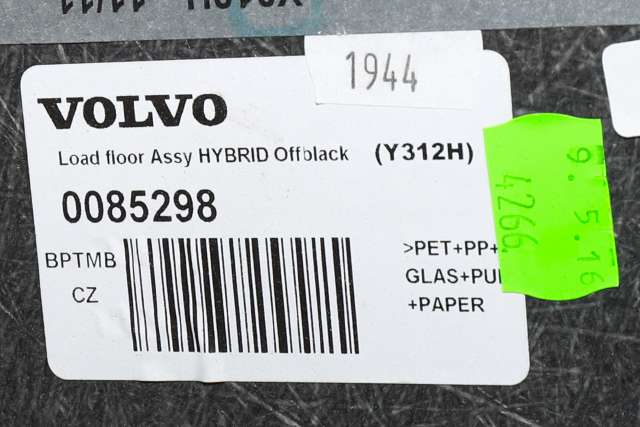 1944
VOLVO
Load floor Assy HYBRID Offblack (Y312H)
0085298
BPTMB
CZ
>PET+PP+
GLAS+PU
+PAPER
9. 5.16
4266